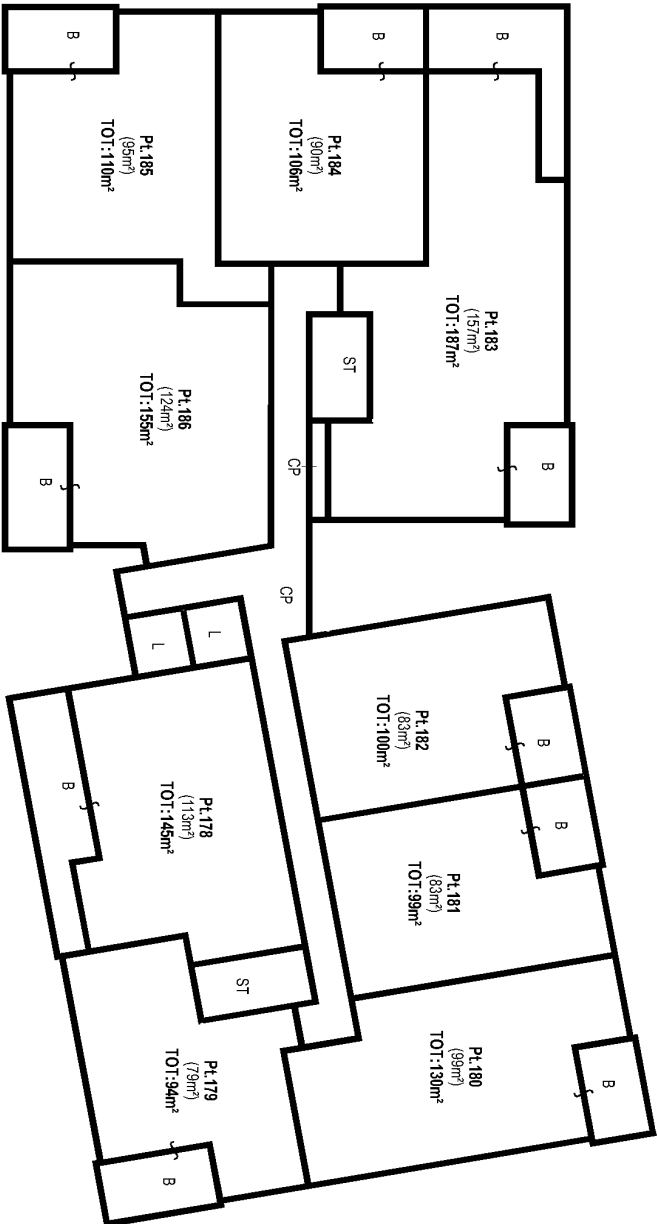 B
B
B
Pt.185
(95m²)
TOT:110m²
Pt.184
(90m²)
TOT:106m²
Pt.183
(157m²)
TOT:187m²
ST
Pt.186
(124m²)
TOT:155m²
B
CP
B
CP
L
L
Pt.182
(83m²)
TOT:100m²
B
Pt.178
(113m²)
TOT:145m²
B
Pt.181
(83m²)
TOT:99m²
B
ST
Pt.179
(79m²)
TOT:94m²
B
Pt.180
(99m²)
TOT:130m²
B